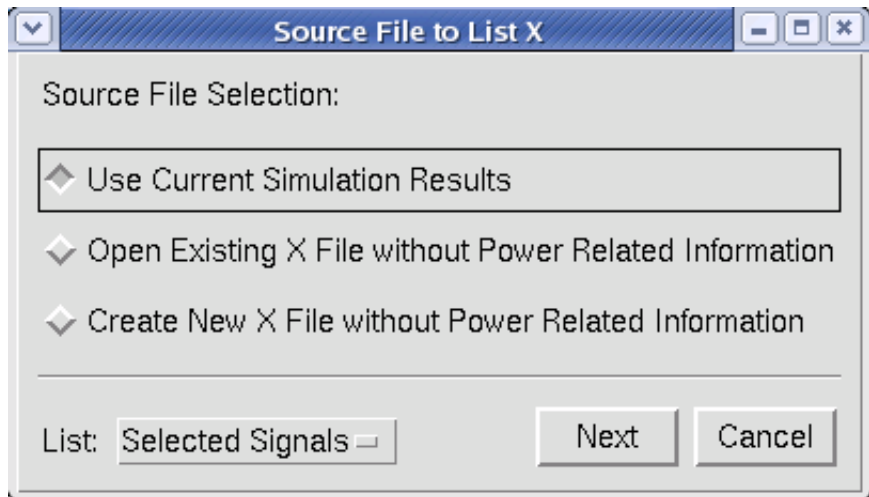 Source File to List X
Source File Selection:
Use Current Simulation Results
Open Existing X File without Power Related Information
Create New X File without Power Related Information
List: Selected Signals Next Cancel